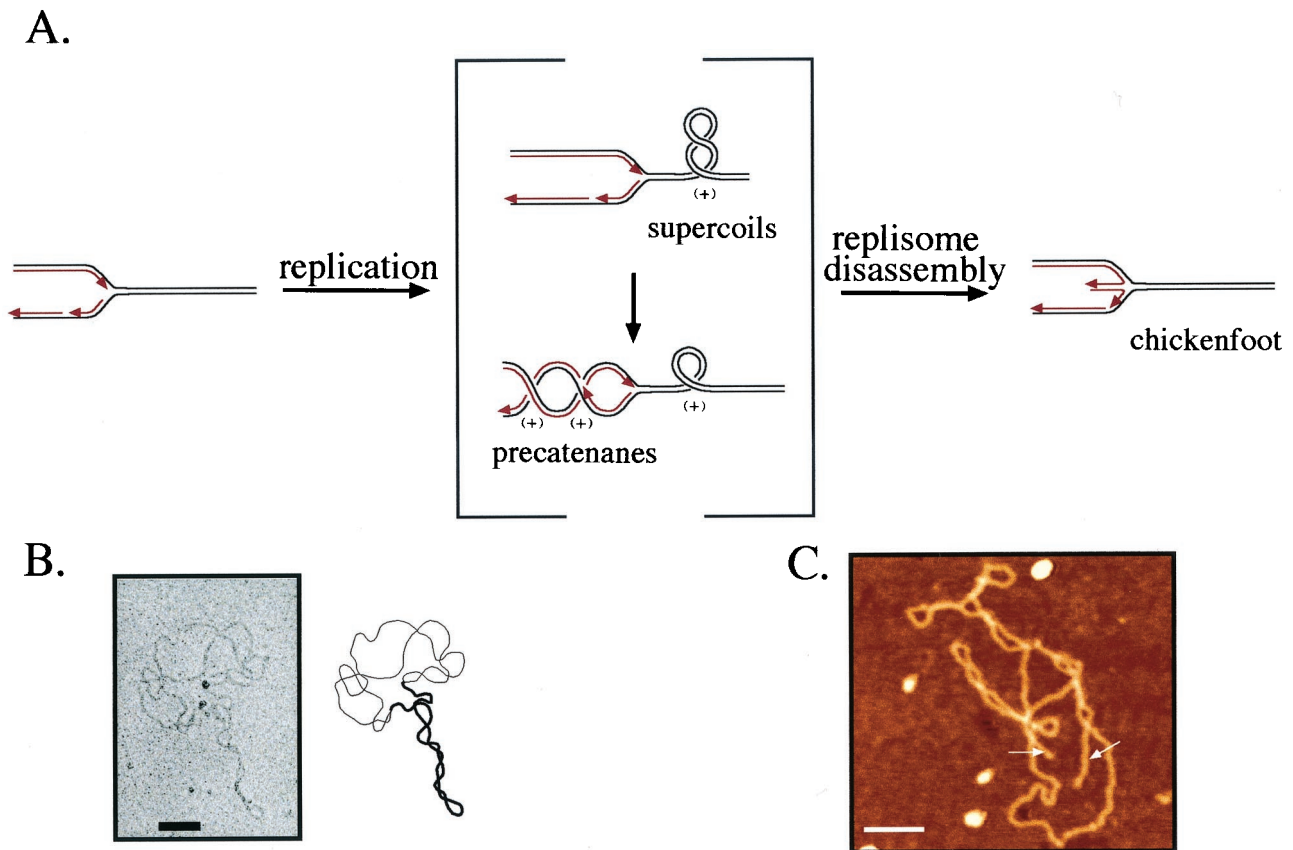 A.
(+)
supercoils
replication
replisome
disassembly
chickenfoot
(+)
(+) (+)
precatenanes
B.
C.